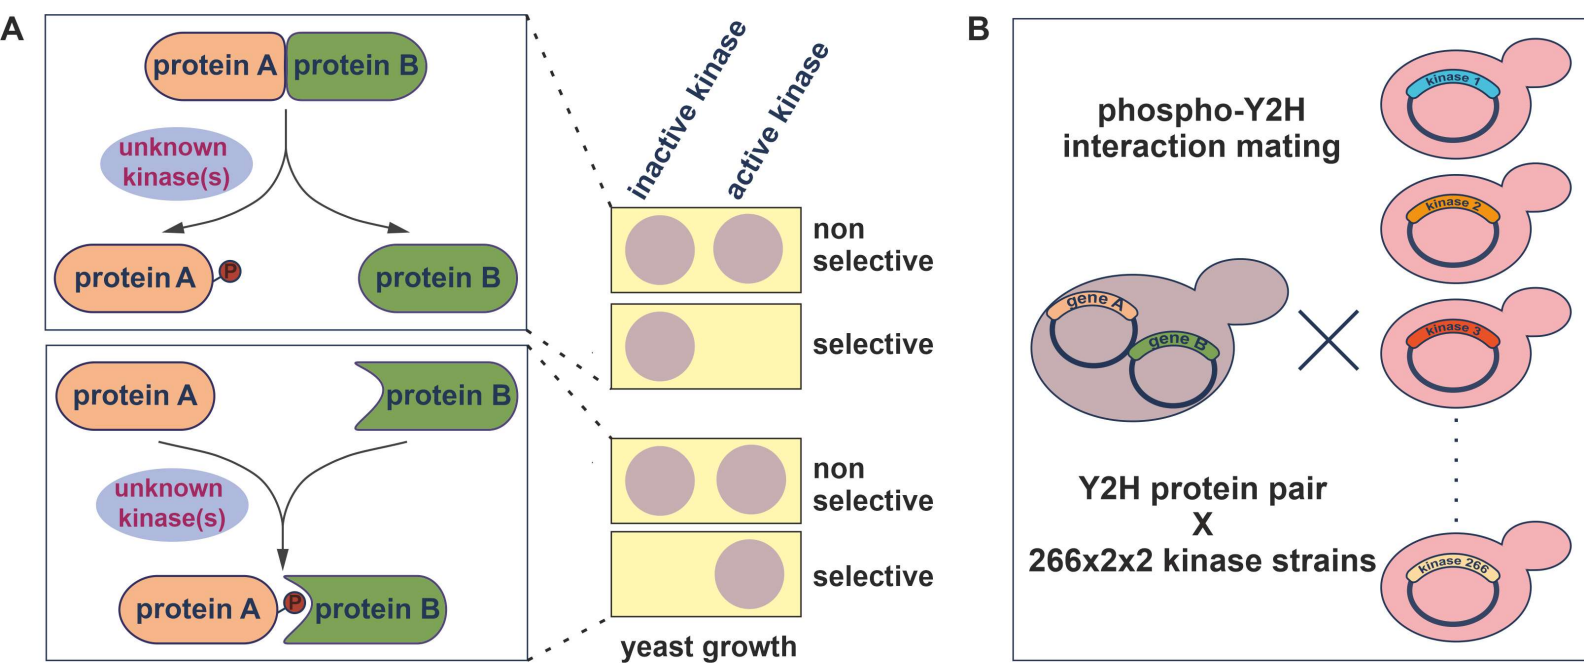 A
protein A
protein B
unknown
kinase(s)
protein A
P
protein B
protein A
protein B
unknown
kinase(s)
protein A
P
protein B
inactive kinase
active kinase
non
selective
selective
non
selective
selective
yeast growth
B
phospho-Y2H
interaction mating
gene A
gene B
Y2H protein pair
X
266x2x2 kinase strains
kinase 1
kinase 2
kinase 3
kinase 266